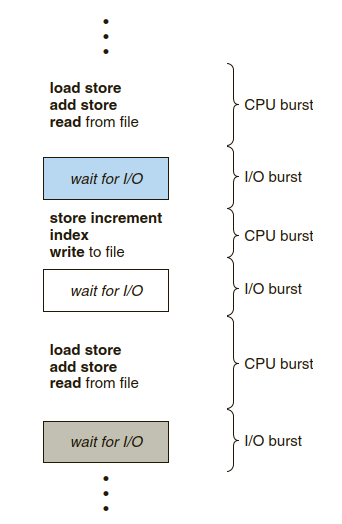 load store
add store
read from file
CPU burst
wait for I/O
I/O burst
store increment
index
write to file
CPU burst
wait for I/O
I/O burst
load store
add store
read from file
CPU burst
wait for I/O
I/O burst